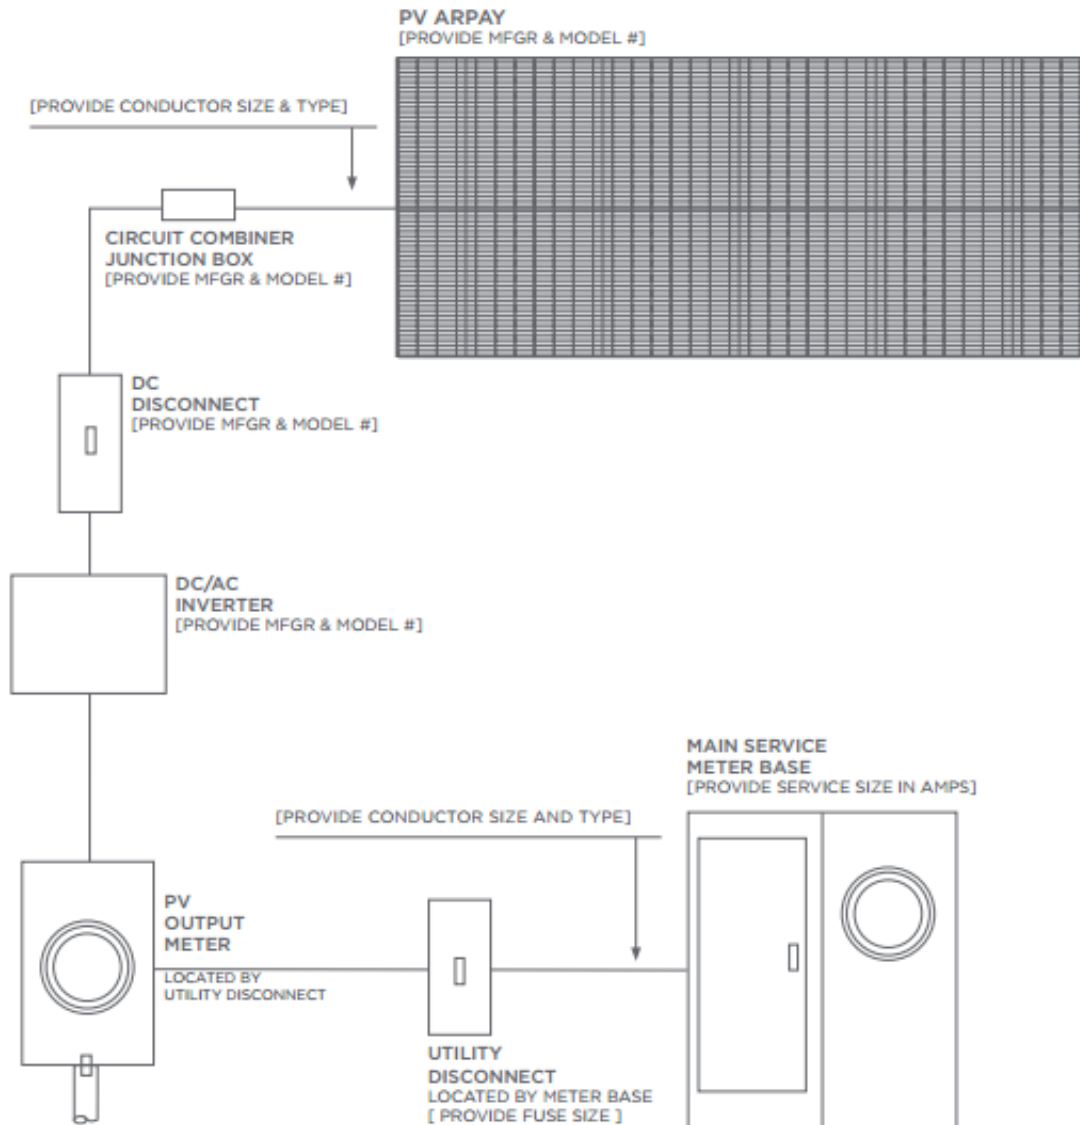 PV ARPAY
[PROVIDE MFGR & MODEL #]
[PROVIDE CONDUCTOR SIZE & TYPE]
CIRCUIT COMBINER
JUNCTION BOX
[PROVIDE MFGR & MODEL #]
DC
DISCONNECT
[PROVIDE MFGR & MODEL #]
DC/AC
INVERTER
[PROVIDE MFGR & MODEL #]
MAIN SERVICE
METER BASE
[PROVIDE SERVICE SIZE IN AMPS]
[PROVIDE CONDUCTOR SIZE AND TYPE]
PV
OUTPUT
METER
LOCATED BY
UTILITY DISCONNECT
UTILITY
DISCONNECT
LOCATED BY METER BASE
[ PROVIDE FUSE SIZE ]